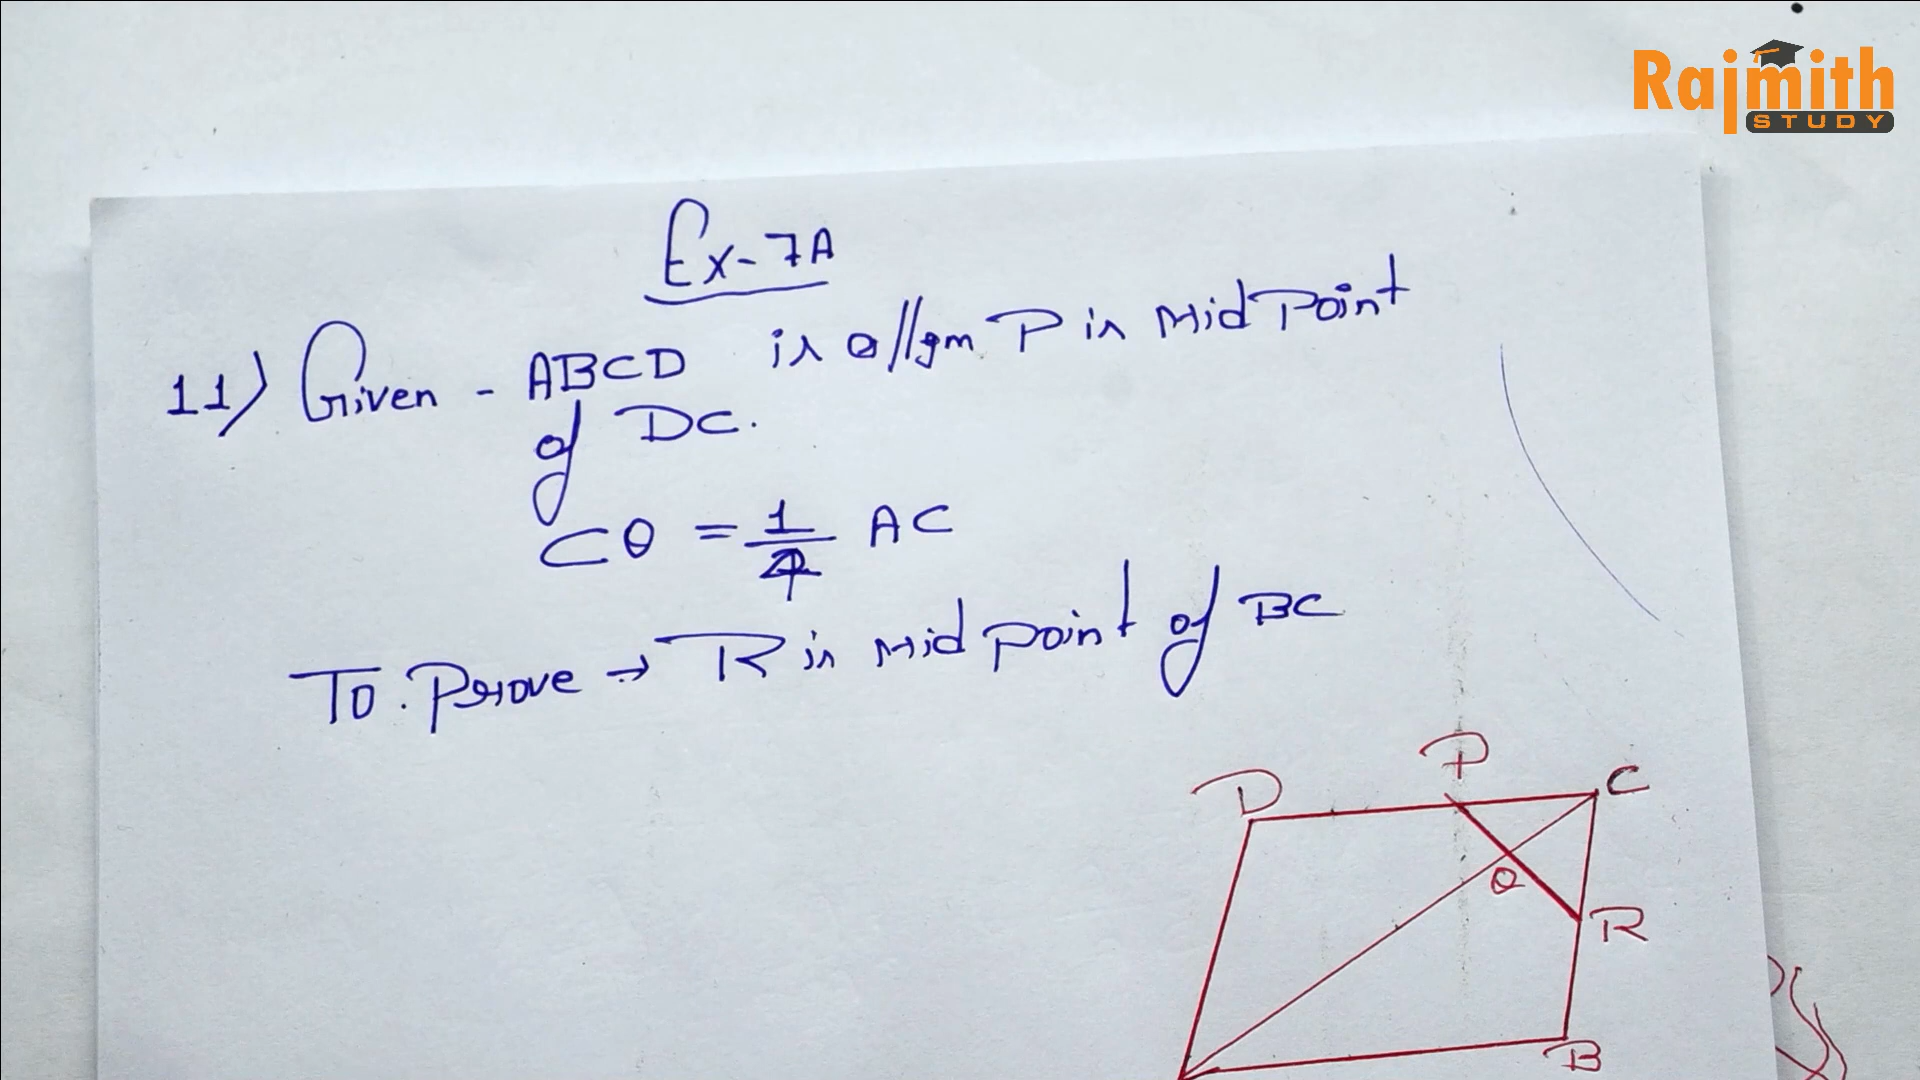 Rajmith
STUDY
Ex-7A
11) Given - ABCD is a //gm P is Mid Point
of DC.
CQ = 1/4 AC
To. Prove → R is Mid point of BC
P
D
C
Q
R
B